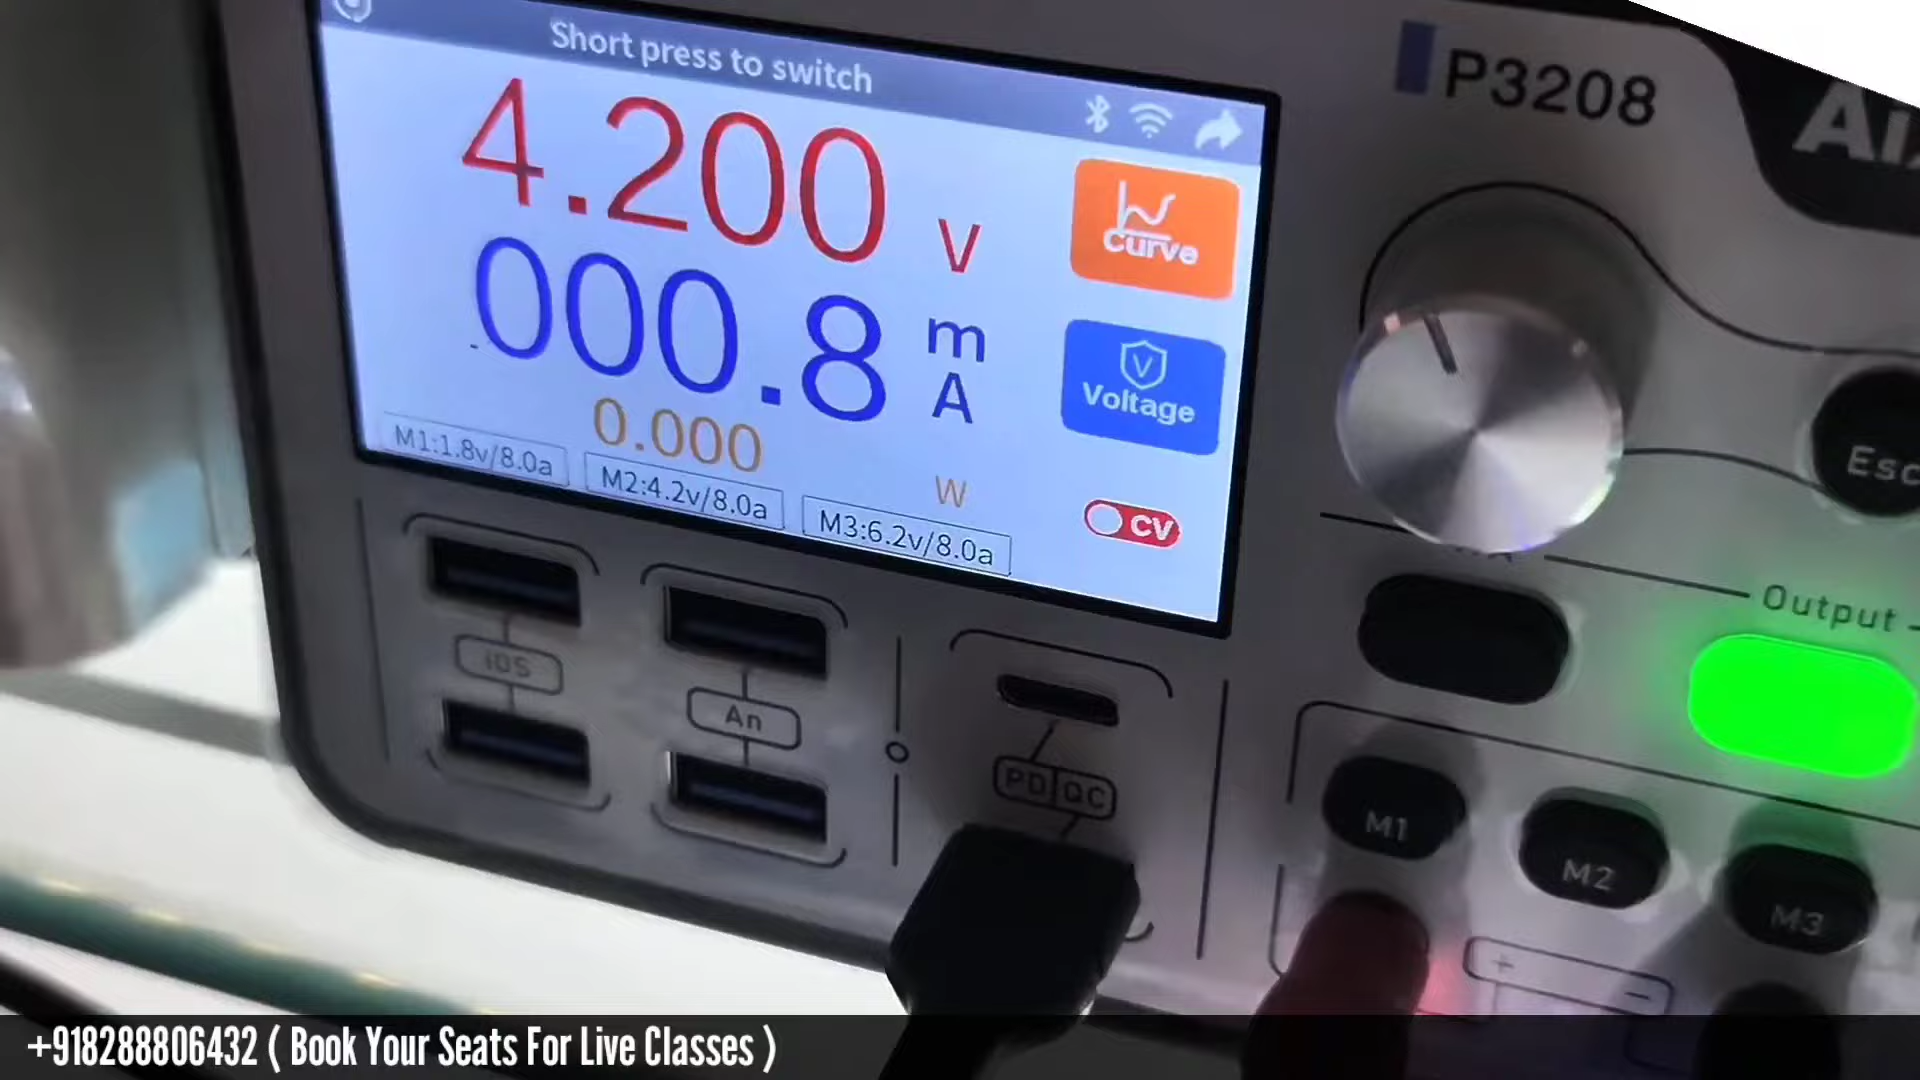 Short press to switch
P3208
4.200 V
Curve
000.8 mA
Voltage
0.000 W
M1:1.8v/8.0a
M2:4.2v/8.0a
M3:6.2v/8.0a
CV
Esc
Output
iOS
An
PD QC
M1
M2
M3
+ -
+918288806432 ( Book Your Seats For Live Classes )